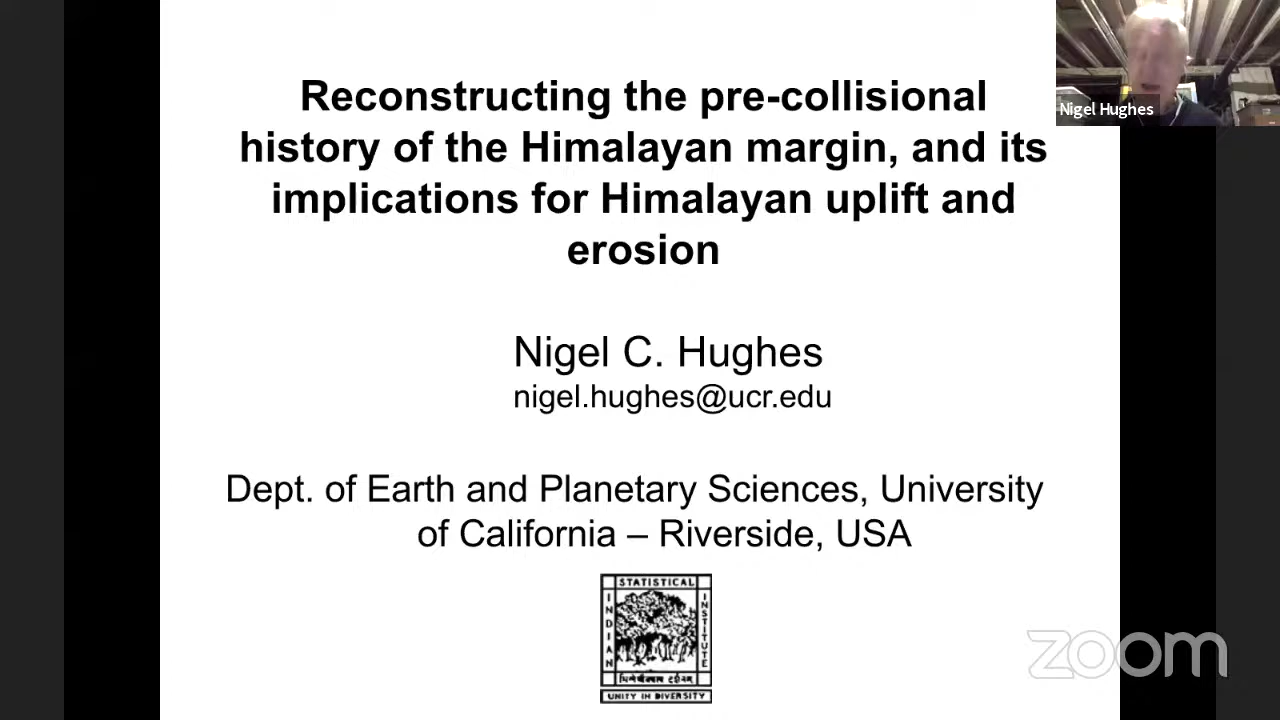 Reconstructing the pre-collisional
history of the Himalayan margin, and its
implications for Himalayan uplift and
erosion
Nigel Hughes
Nigel C. Hughes
nigel.hughes@ucr.edu
Dept. of Earth and Planetary Sciences, University
of California – Riverside, USA
STATISTICAL
INDIAN
INSTITUTE
UNITY IN DIVERSITY
zoom